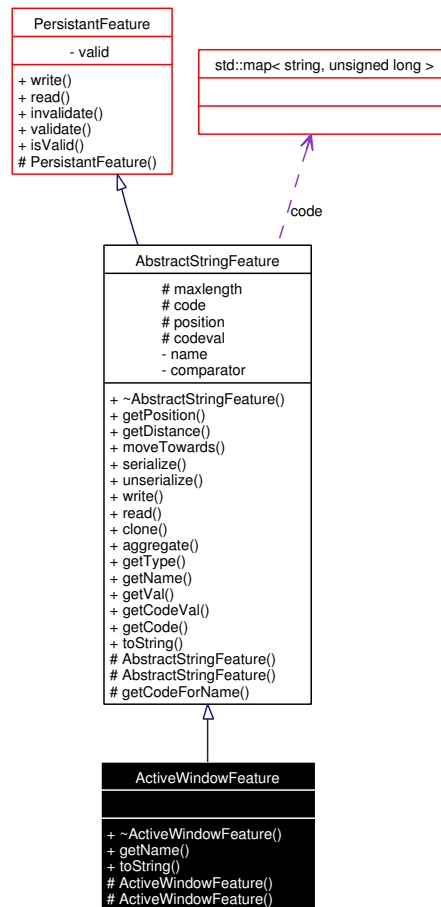 PersistantFeature
- valid
+ write()
+ read()
+ invalidate()
+ validate()
+ isValid()
# PersistantFeature()
std::map< string, unsigned long >
code
AbstractStringFeature
# maxlength
# code
# position
# codeval
- name
- comparator
+ ~AbstractStringFeature()
+ getPosition()
+ getDistance()
+ moveTowards()
+ serialize()
+ unserialize()
+ write()
+ read()
+ clone()
+ aggregate()
+ getType()
+ getName()
+ getVal()
+ getCodeVal()
+ getCode()
+ toString()
# AbstractStringFeature()
# AbstractStringFeature()
# getCodeForName()
ActiveWindowFeature
+ ~ActiveWindowFeature()
+ getName()
+ toString()
# ActiveWindowFeature()
# ActiveWindowFeature()